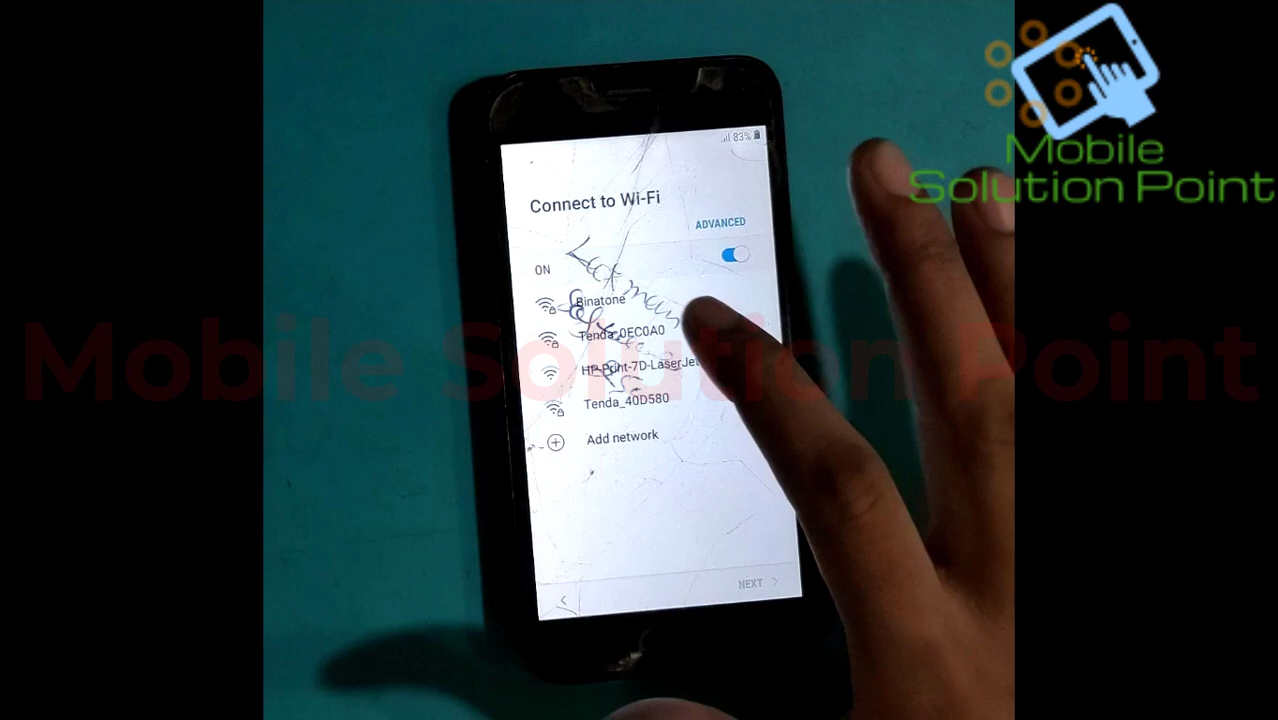 Mobile
Solution Point
83%
Connect to Wi-Fi
ADVANCED
ON
Binatone
Tenda_0EC0A0
HP-Print-7D-LaserJet
Tenda_40D580
Add network
NEXT
Mobile Solution Point